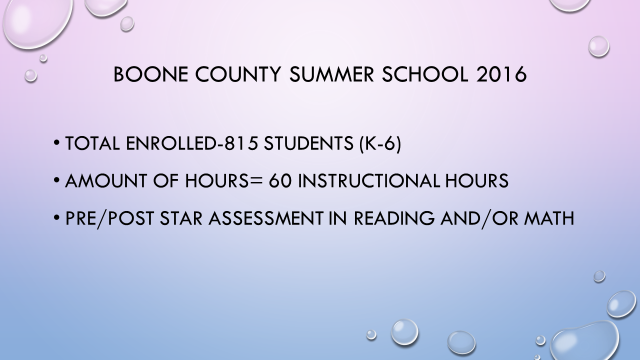 BOONE COUNTY SUMMER SCHOOL 2016
• TOTAL ENROLLED-815 STUDENTS (K-6)
• AMOUNT OF HOURS= 60 INSTRUCTIONAL HOURS
• PRE/POST STAR ASSESSMENT IN READING AND/OR MATH